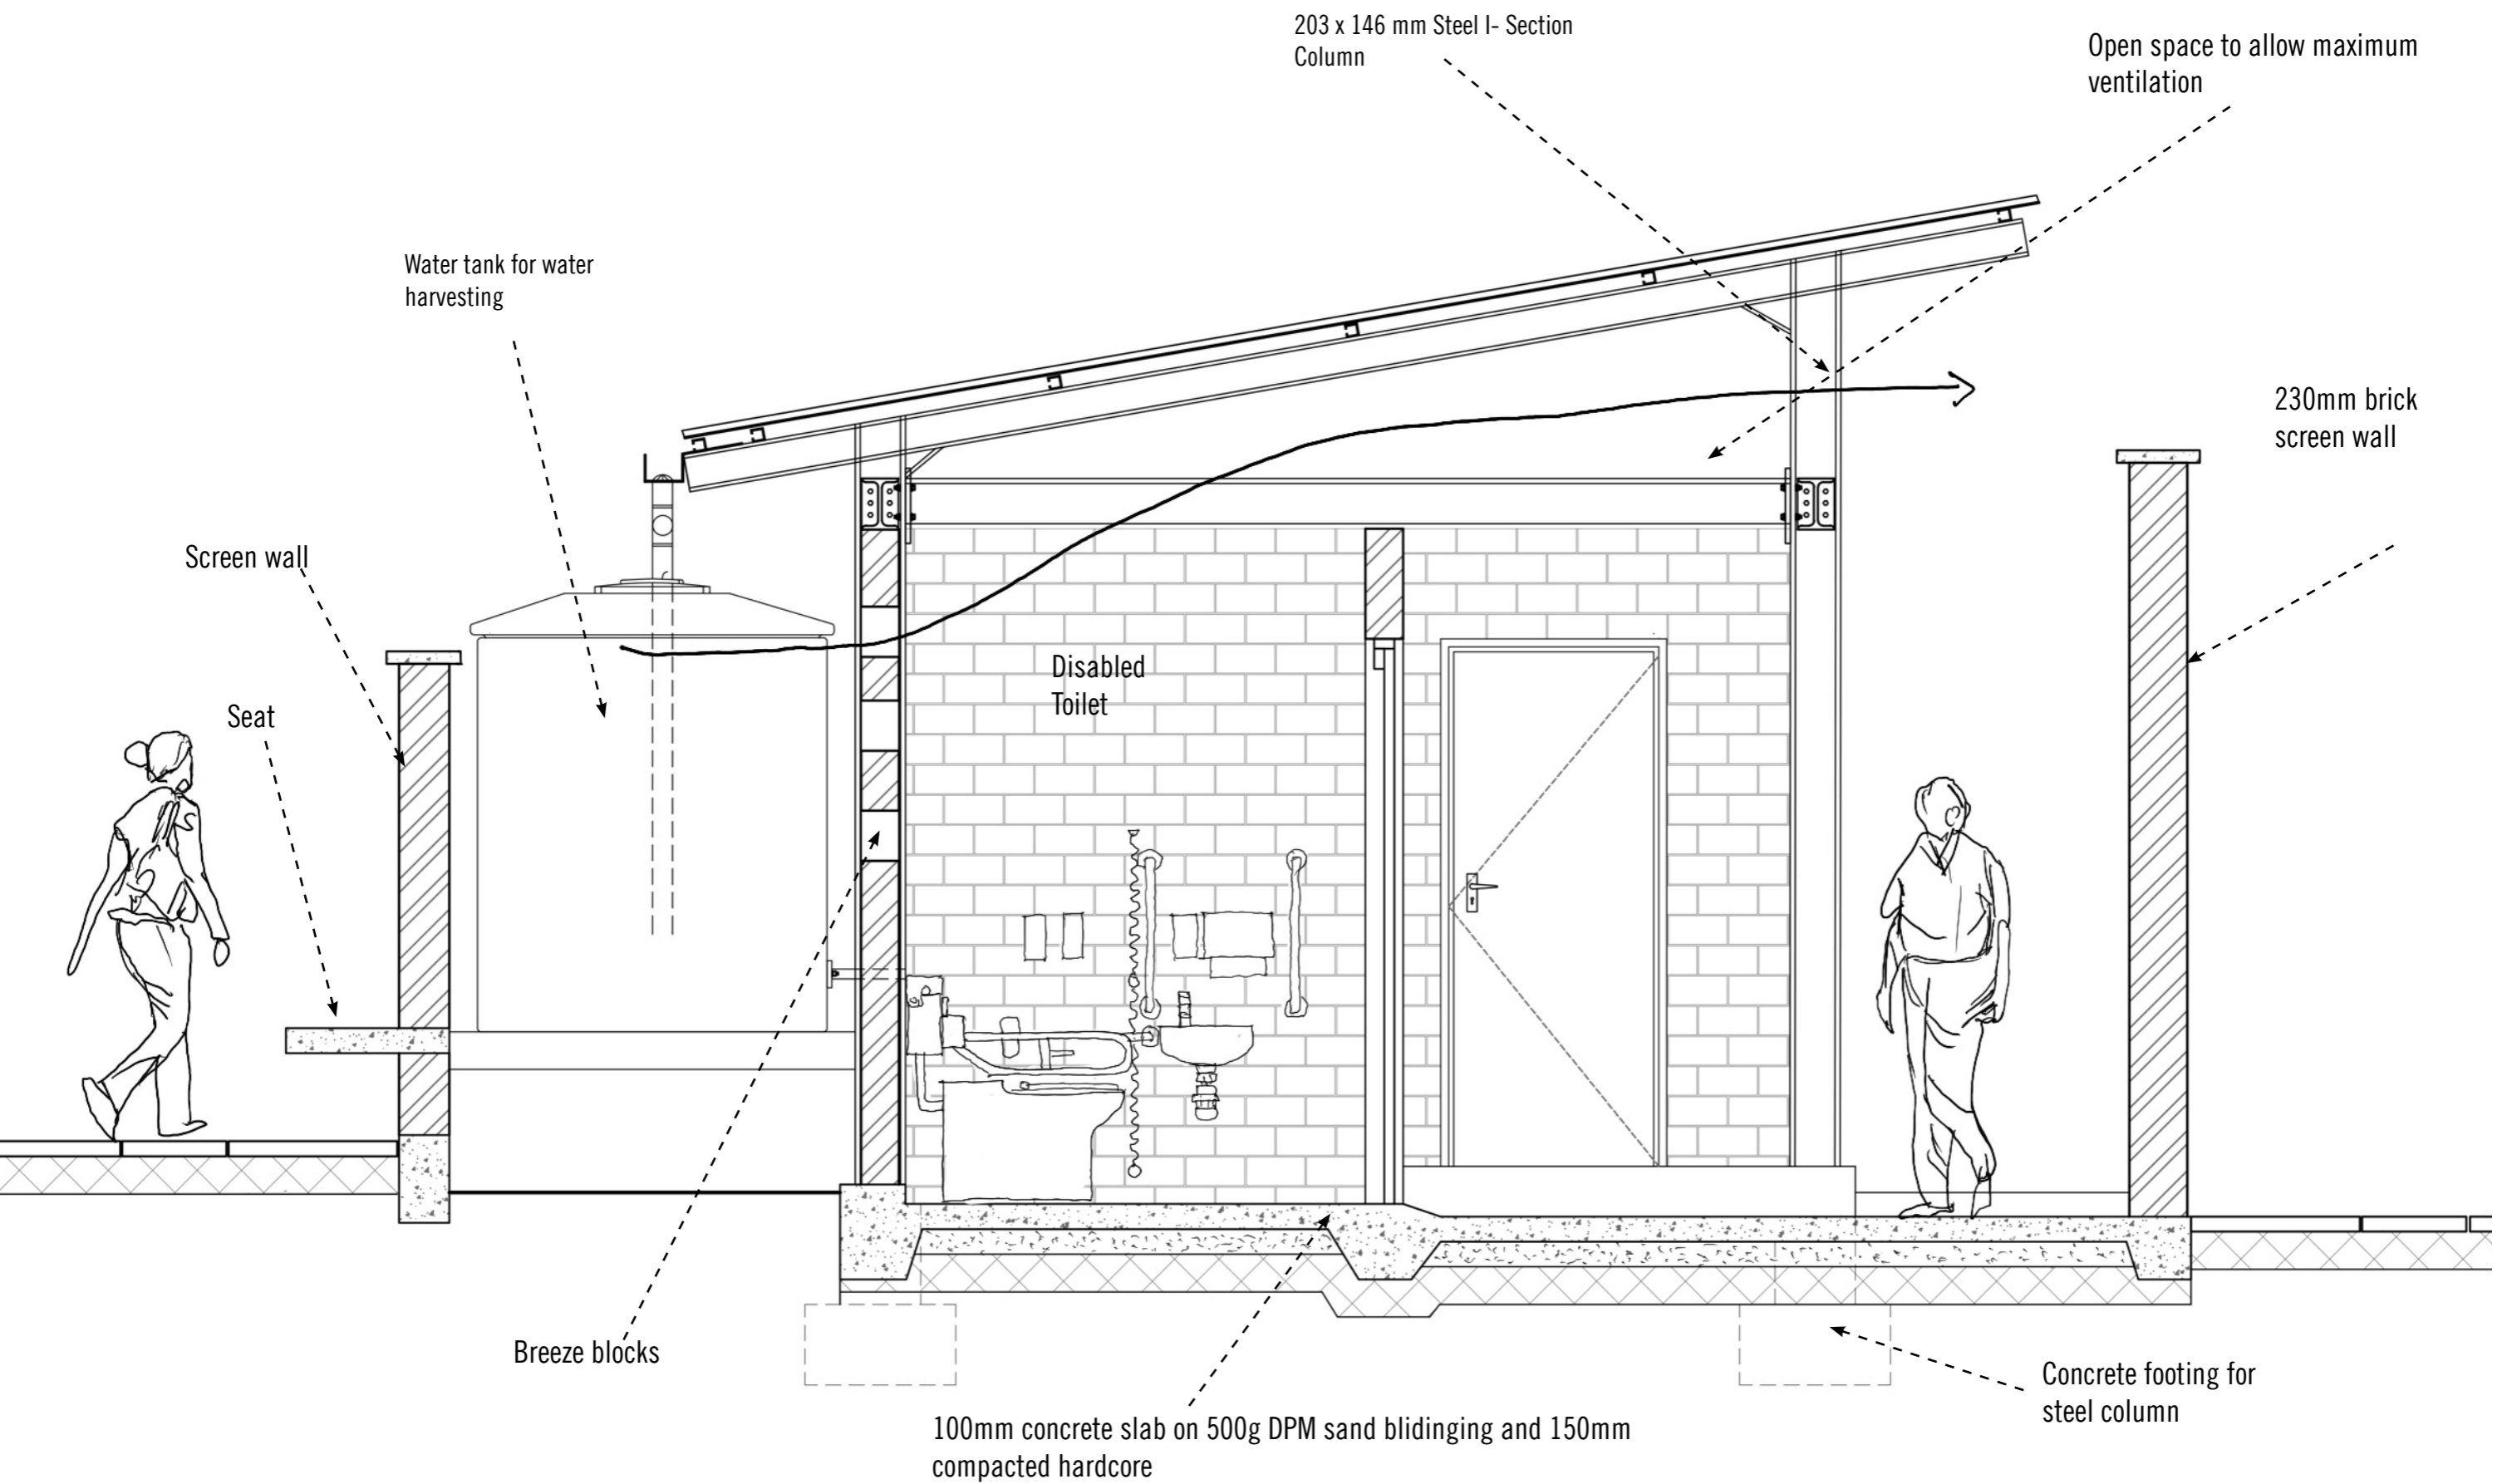 203 x 146 mm Steel I- Section
Column
Open space to allow maximum
ventilation
Water tank for water
harvesting
230mm brick
screen wall
Screen wall
Disabled
Toilet
Seat
Breeze blocks
Concrete footing for
steel column
100mm concrete slab on 500g DPM sand blidinging and 150mm
compacted hardcore